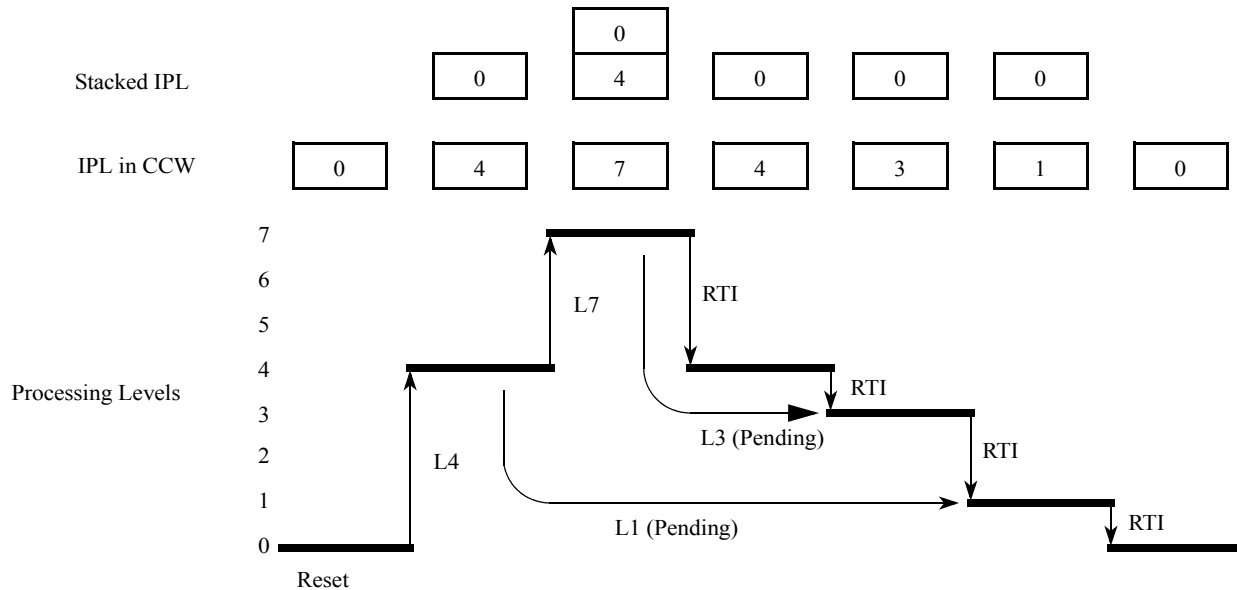 0
Stacked IPL 0 4 0 0 0
IPL in CCW 0 4 7 4 3 1 0
7
6
L7 RTI
5
4
Processing Levels
RTI
3
L3 (Pending)
2
L4 RTI
1
L1 (Pending) RTI
0
Reset